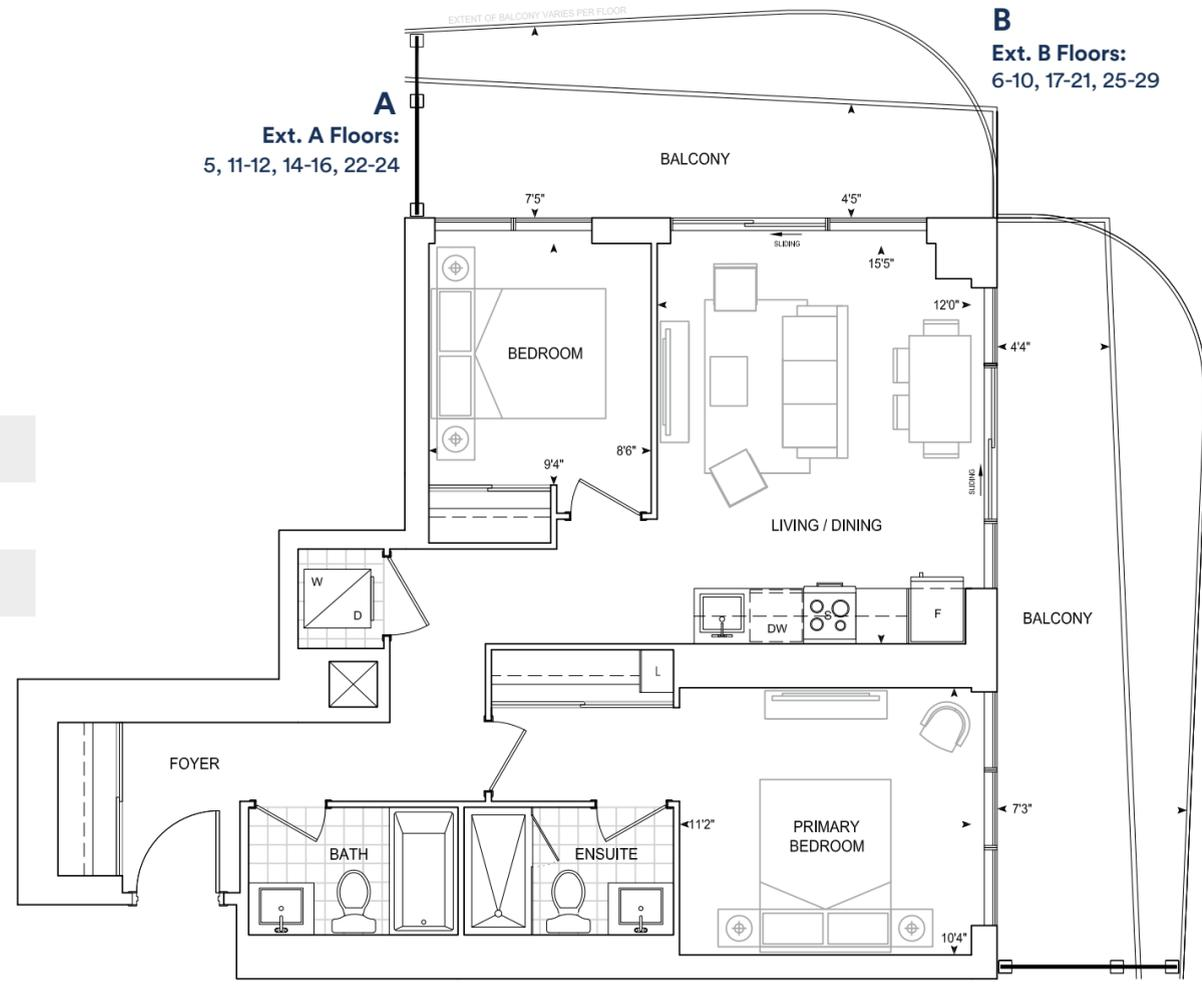 EXTENT OF BALCONY VARIES PER FLOOR
B
Ext. B Floors:
6-10, 17-21, 25-29
A
Ext. A Floors:
5, 11-12, 14-16, 22-24
BALCONY
7'5"
4'5"
SLIDING
15'5"
12'0"
BEDROOM
4'4"
8'6"
9'4"
SLIDING
LIVING / DINING
W
D
DW
S
F
BALCONY
L
FOYER
7'3"
11'2"
PRIMARY
BEDROOM
BATH
ENSUITE
10'4"